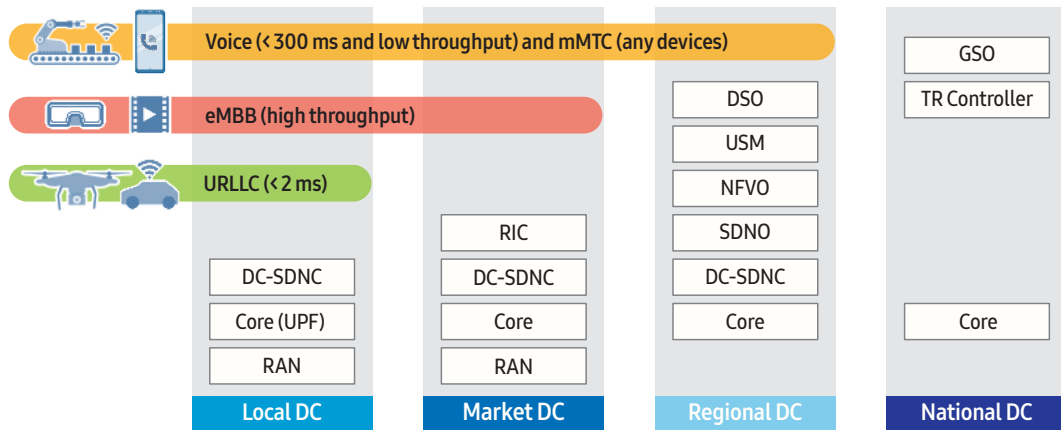 Voice (< 300 ms and low throughput) and mMTC (any devices)
eMBB (high throughput)
URLLC (< 2 ms)
DC-SDNC
Core (UPF)
RAN
Local DC
RIC
DC-SDNC
Core
RAN
Market DC
DSO
USM
NFVO
SDNO
DC-SDNC
Core
Regional DC
GSO
TR Controller
Core
National DC